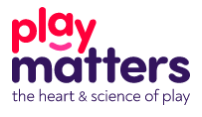 play
matters
the heart & science of play